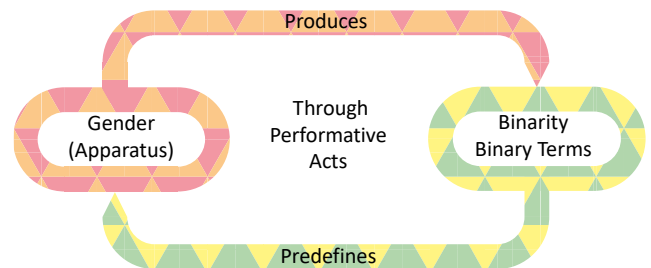 Produces
Gender
(Apparatus)
Through
Performative
Acts
Binarity
Binary Terms
Predefines